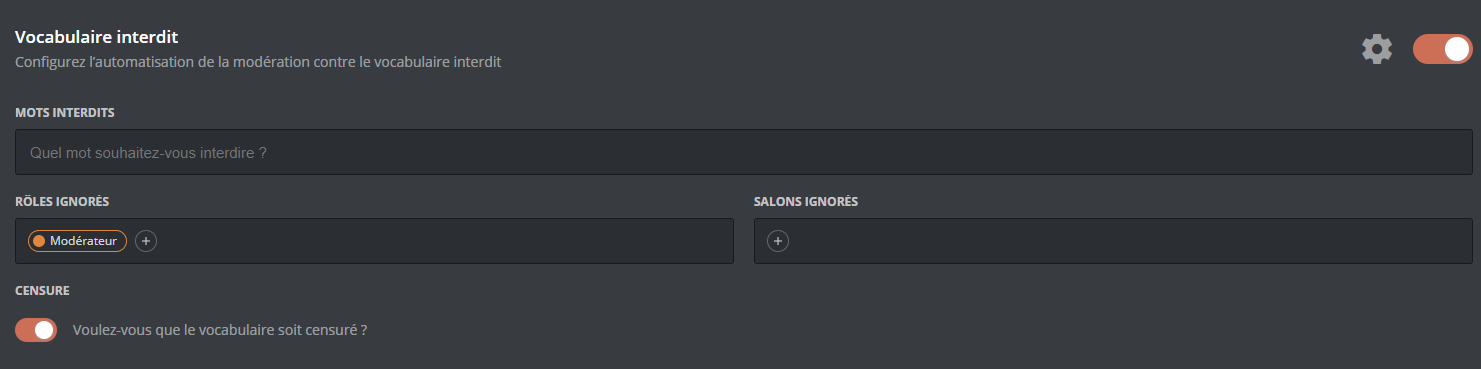 Vocabulaire interdit
Configurez l’automatisation de la modération contre le vocabulaire interdit
MOTS INTERDITS
Quel mot souhaitez-vous interdire ?
RÔLES IGNORÉS
SALONS IGNORÉS
Modérateur
CENSURE
Voulez-vous que le vocabulaire soit censuré ?